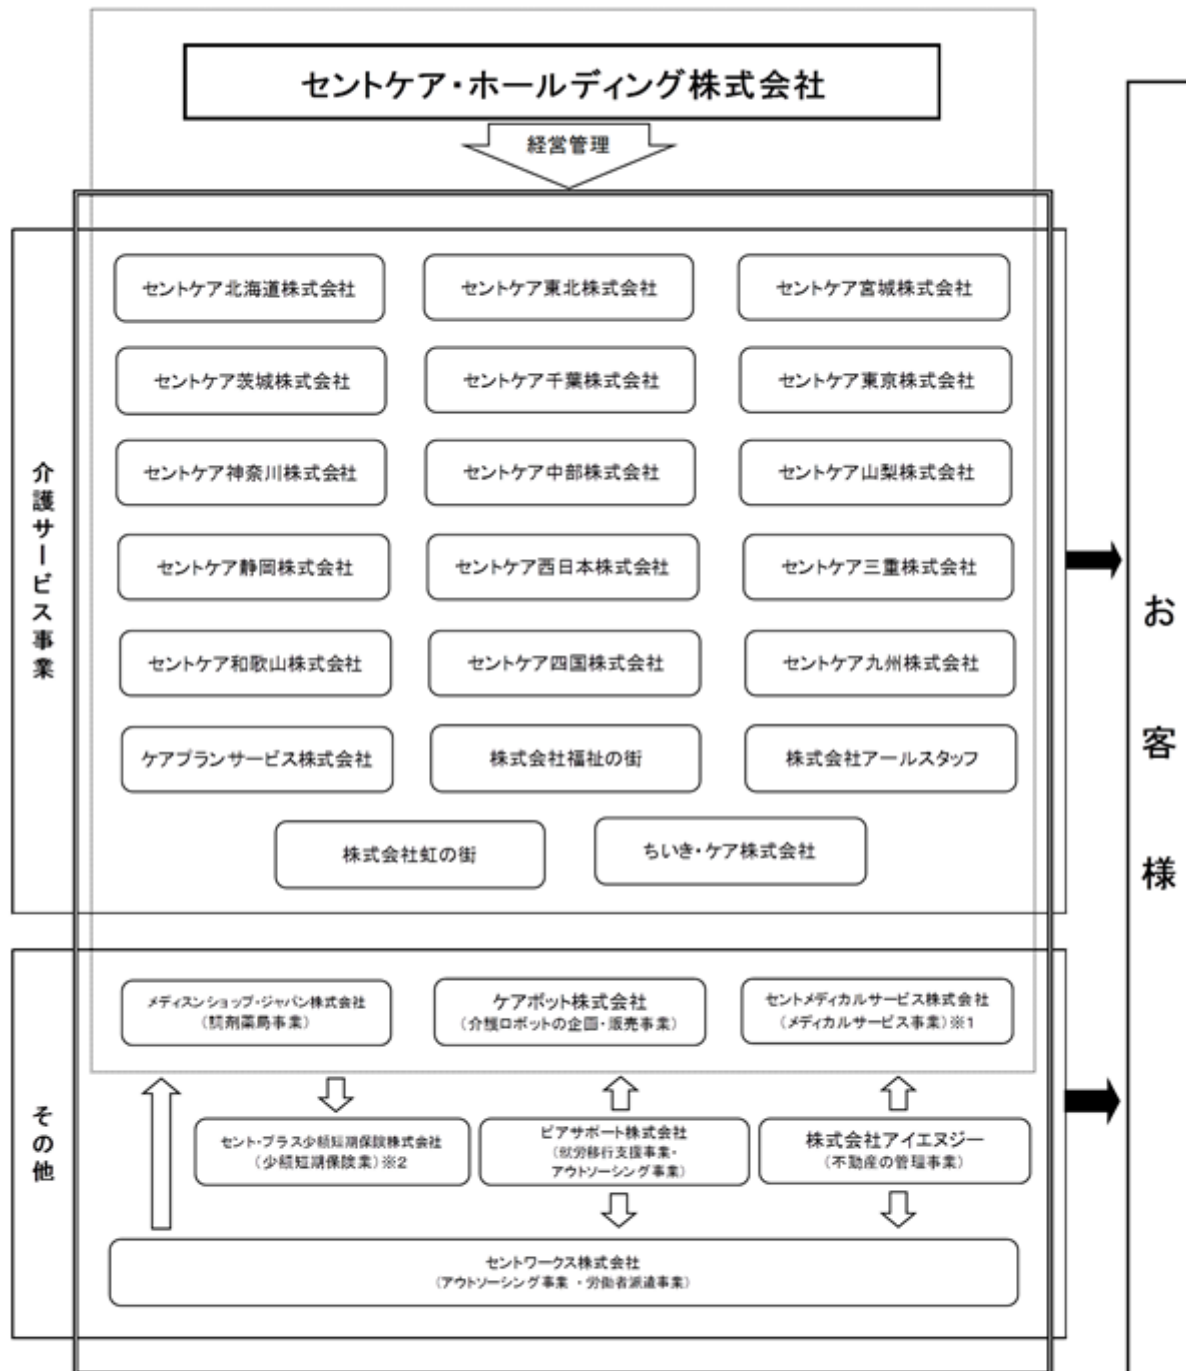 セントケア・ホールディング株式会社
経営管理
介護サービス事業
セントケア北海道株式会社
セントケア東北株式会社
セントケア宮城株式会社
セントケア茨城株式会社
セントケア千葉株式会社
セントケア東京株式会社
セントケア神奈川株式会社
セントケア中部株式会社
セントケア山梨株式会社
セントケア静岡株式会社
セントケア西日本株式会社
セントケア三重株式会社
セントケア和歌山株式会社
セントケア四国株式会社
セントケア九州株式会社
ケアプランサービス株式会社
株式会社福祉の街
株式会社アールスタッフ
株式会社虹の街
ちいき・ケア株式会社
その他
メディスンショップ・ジャパン株式会社
(調剤薬局事業)
ケアボット株式会社
(介護ロボットの企画・販売事業)
セントメディカルサービス株式会社
(メディカルサービス事業)※1
セント・プラス少額短期保険株式会社
(少額短期保険業)※2
ピアサポート株式会社
(就労移行支援事業・
アウトソーシング事業)
株式会社アイエヌジー
(不動産の管理事業)
セントワークス株式会社
(アウトソーシング事業 ・労働者派遣事業)
お客様